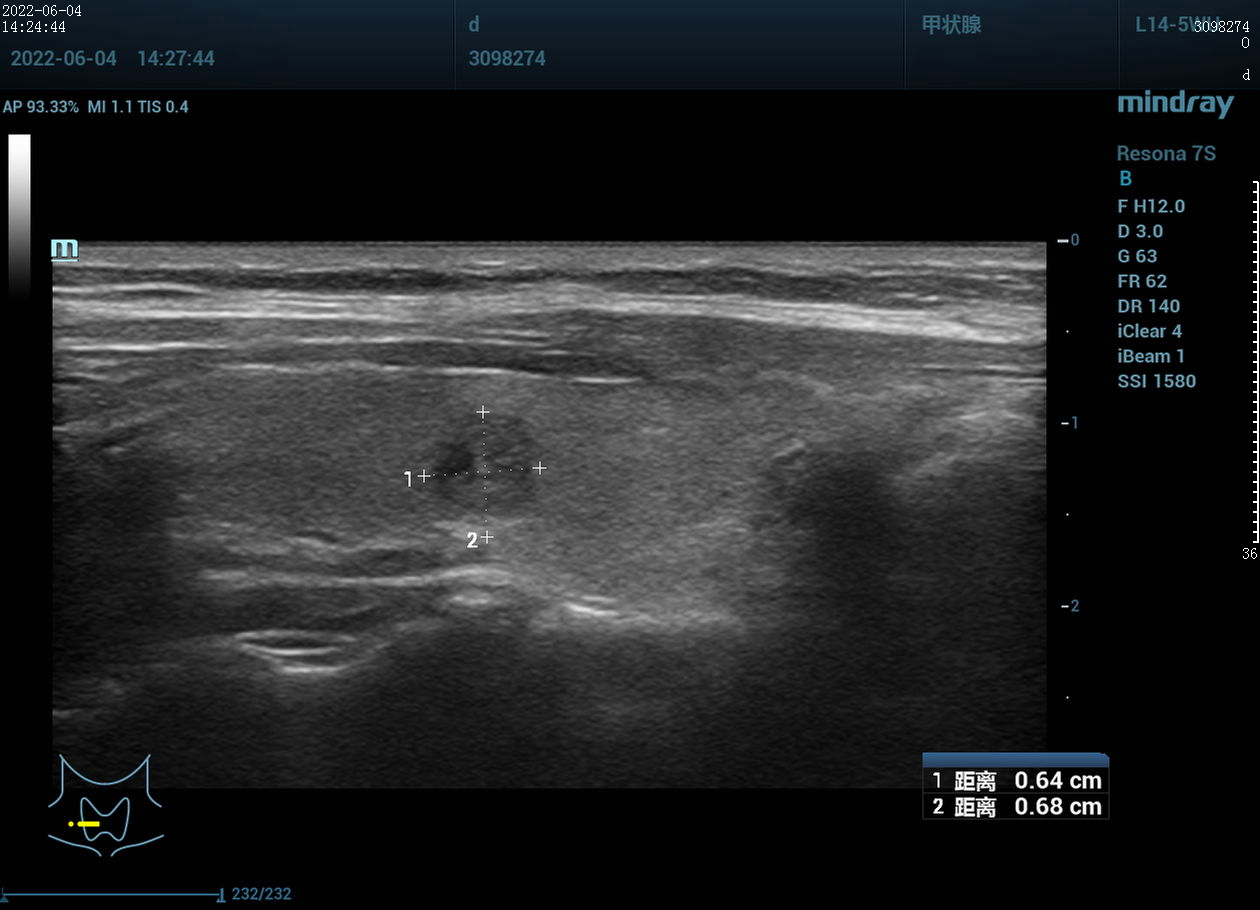 2022-06-04
14:24:44
2022-06-04 14:27:44
d
3098274
甲状腺
3098274
0
d
AP 93.33% MI 1.1 TIS 0.4
mindray
Resona 7S
B
F H12.0
D 3.0
G 63
FR 62
DR 140
iClear 4
iBeam 1
SSI 1580
m
0
1
2
36
1
2
1 距离 0.64 cm
2 距离 0.68 cm
232/232